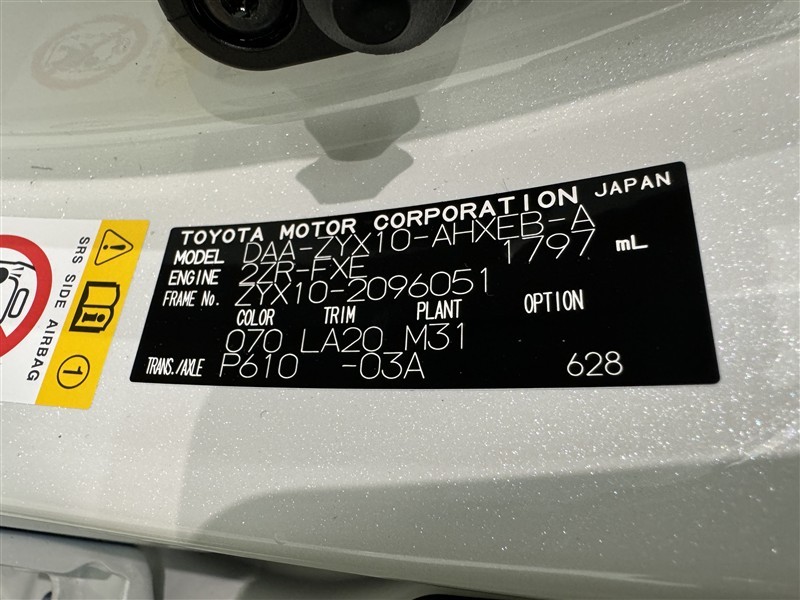 TOYOTA MOTOR CORPORATION JAPAN
MODEL DAA-ZYX10-AHXEB-A
ENGINE 2ZR-FXE 1797 mL
FRAME No. ZYX10-2096051
COLOR TRIM PLANT OPTION
070 LA20 M31
TRANS./AXLE P610 -03A 628
SRS SIDE AIRBAG
1